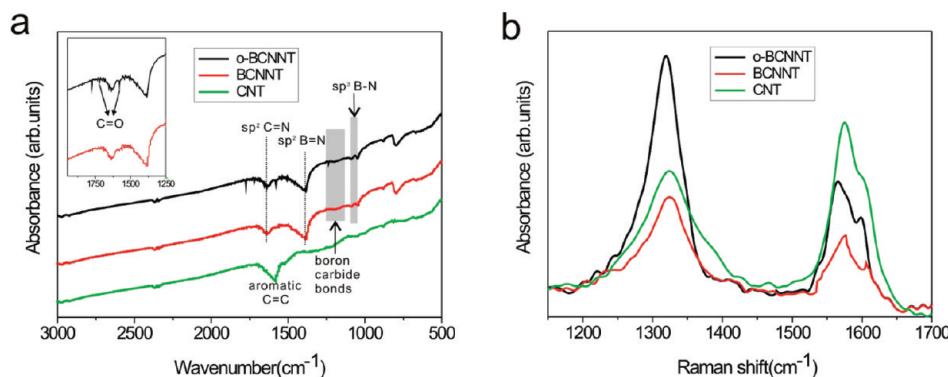 a
o-BCNNT
BCNNT
CNT
C=O
1750
1500
1250
sp² C=N
sp² B=N
sp³ B-N
aromatic
C=C
boron
carbide
bonds
Absorbance (arb.units)
3000
2500
2000
1500
1000
500
Wavenumber(cm⁻¹)
b
o-BCNNT
BCNNT
CNT
Absorbance (arb.units)
1200
1300
1400
1500
1600
1700
Raman shift(cm⁻¹)